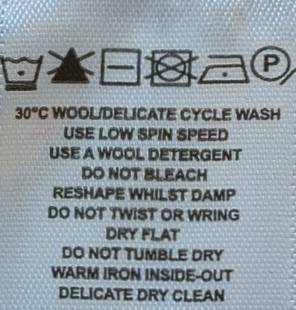 P
30°C WOOL/DELICATE CYCLE WASH
USE LOW SPIN SPEED
USE A WOOL DETERGENT
DO NOT BLEACH
RESHAPE WHILST DAMP
DO NOT TWIST OR WRING
DRY FLAT
DO NOT TUMBLE DRY
WARM IRON INSIDE-OUT
DELICATE DRY CLEAN